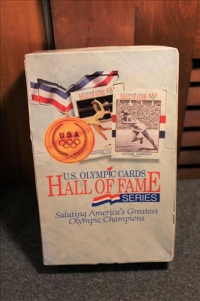 USA
U.S. OLYMPIC CARDS
HALL OF FAME
SERIES
Saluting America's Greatest
Olympic Champions